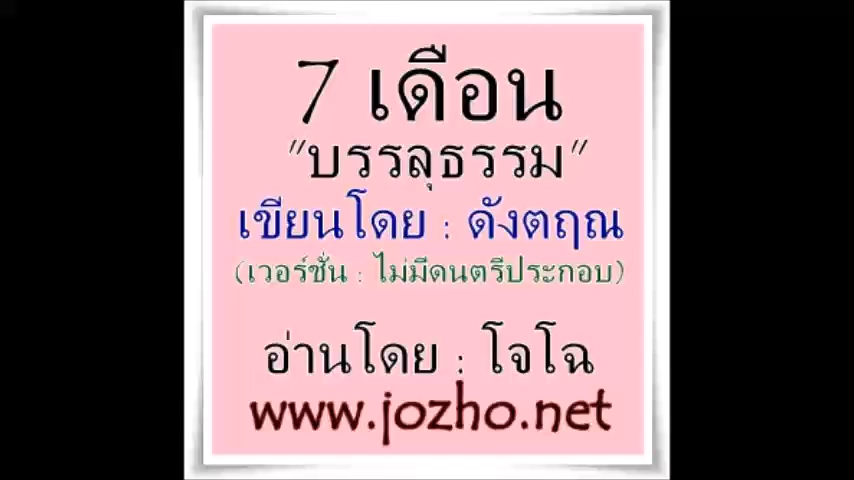 7 เดือน
"บรรลุธรรม"
เขียนโดย : ดังตฤณ
(เวอร์ชั่น : ไม่มีดนตรีประกอบ)
อ่านโดย : โจโฉ
www.jozho.net